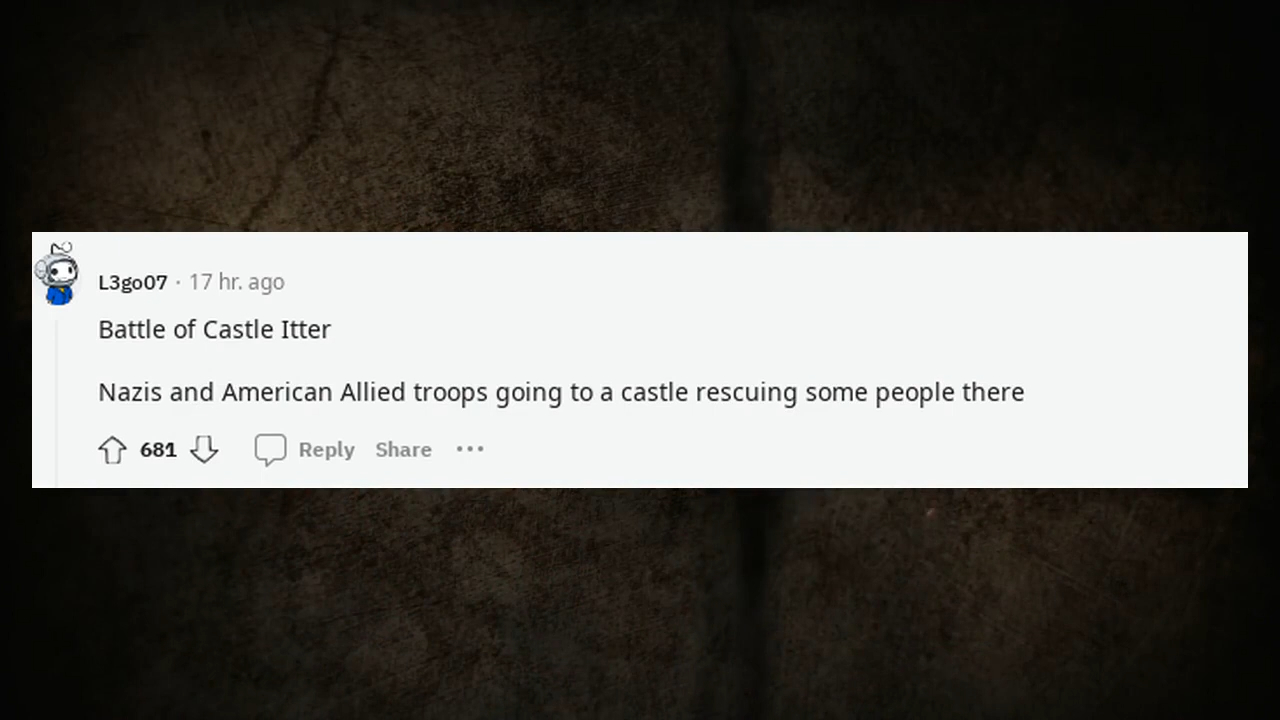 L3go07 · 17 hr. ago
Battle of Castle Itter
Nazis and American Allied troops going to a castle rescuing some people there
681 Reply Share ...